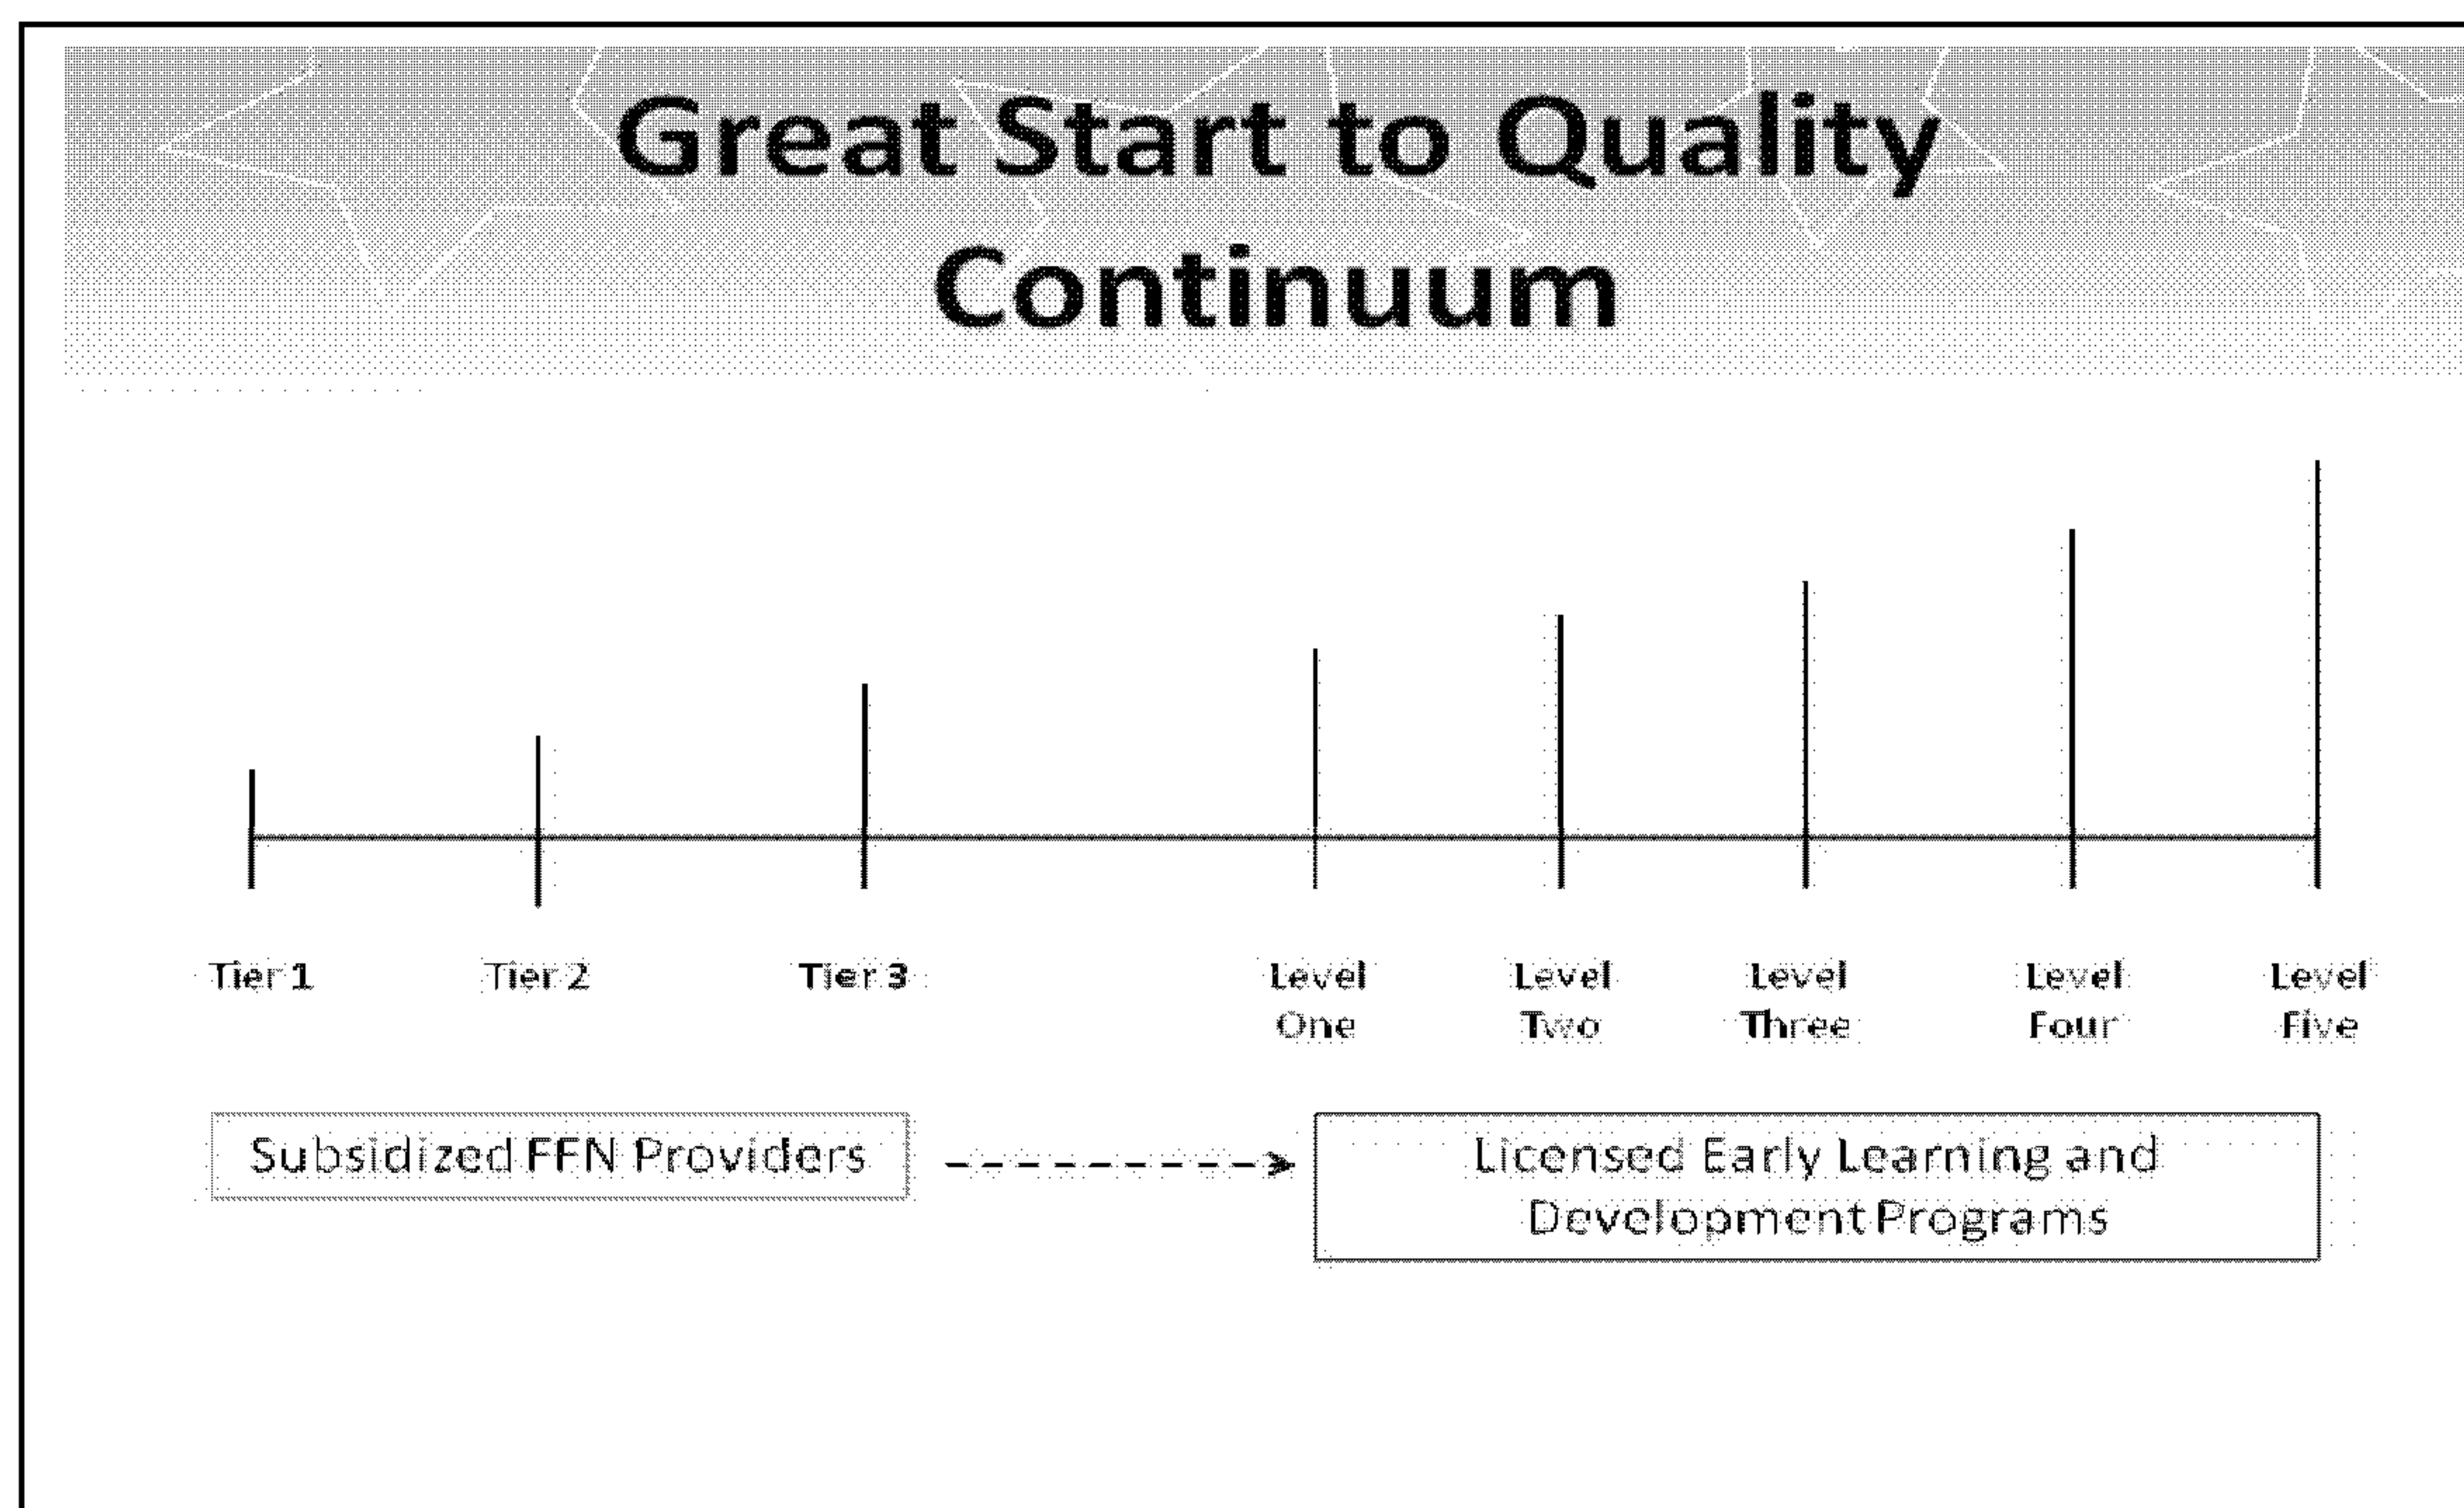 Great Start to Quality
Continuum
Tier 1 Tier 2 Tier 3 Level One Level Two Level Three Level Four Level Five
Subsidized FFN Providers
Licensed Early Learning and
Development Programs